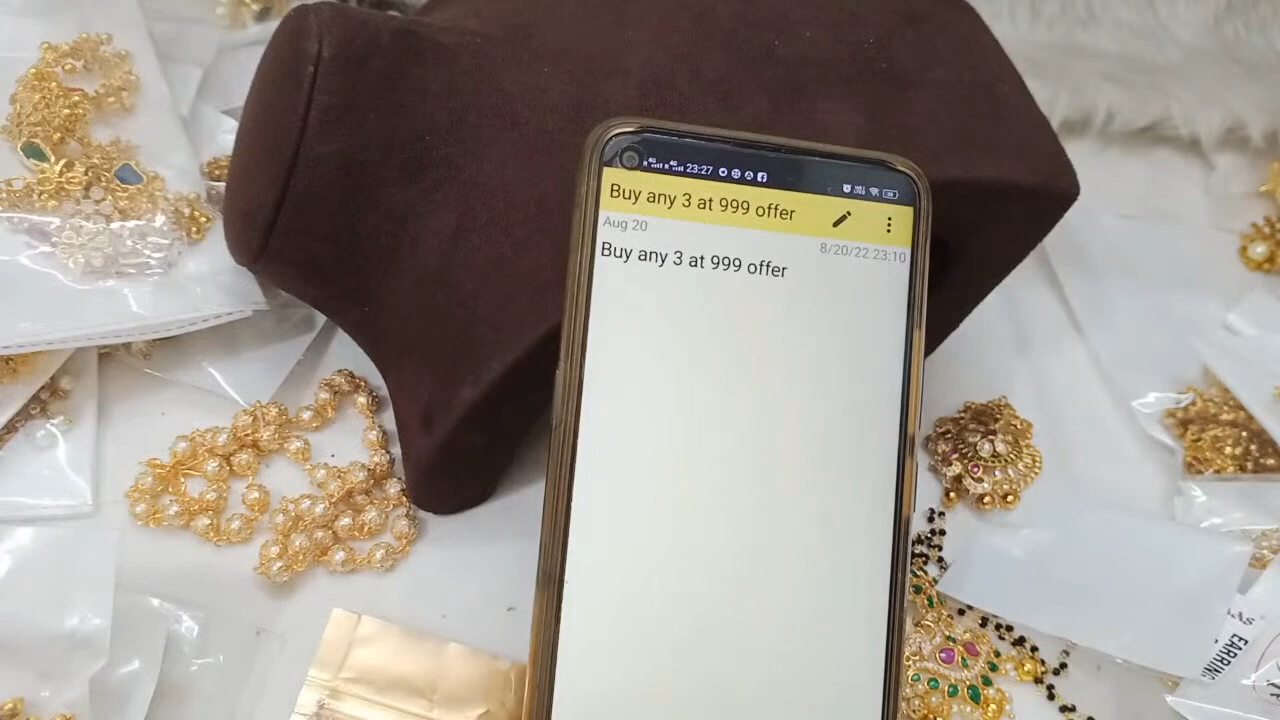 23:27
Buy any 3 at 999 offer
Aug 20
8/20/22 23:10
Buy any 3 at 999 offer